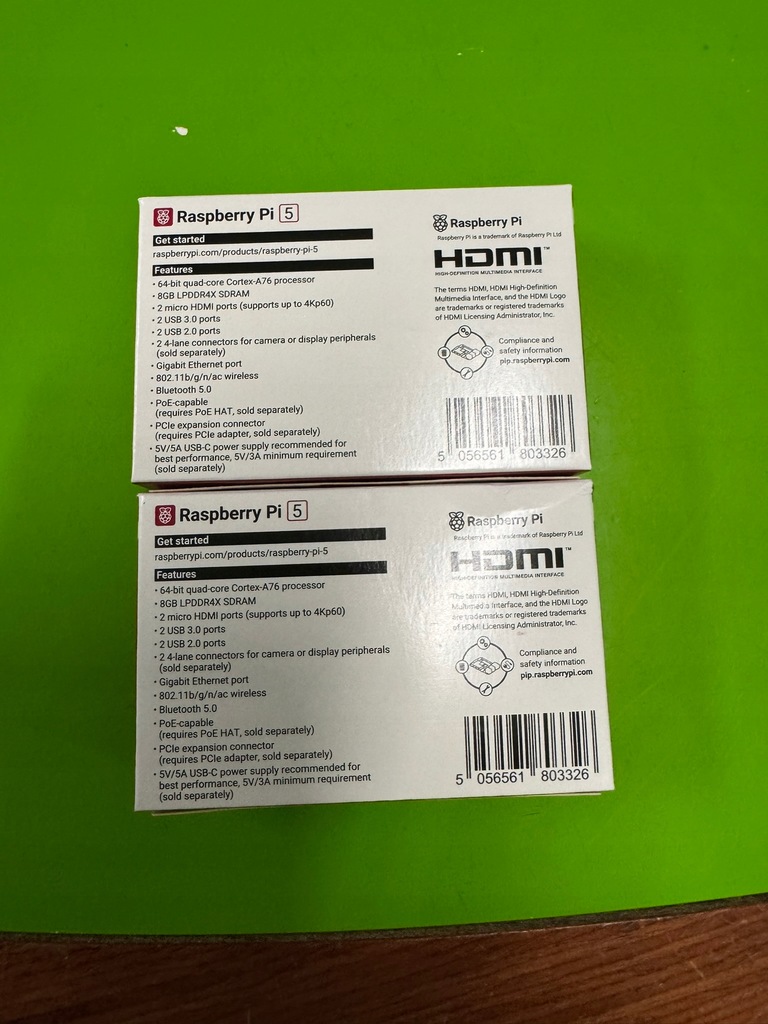 Raspberry Pi 5
Get started
raspberrypi.com/products/raspberry-pi-5
Features
• 64-bit quad-core Cortex-A76 processor
• 8GB LPDDR4X SDRAM
• 2 micro HDMI ports (supports up to 4Kp60)
• 2 USB 3.0 ports
• 2 USB 2.0 ports
• 2 4-lane connectors for camera or display peripherals
(sold separately)
• Gigabit Ethernet port
• 802.11b/g/n/ac wireless
• Bluetooth 5.0
• PoE-capable
(requires PoE HAT, sold separately)
• PCIe expansion connector
(requires PCIe adapter, sold separately)
• 5V/5A USB-C power supply recommended for
best performance, 5V/3A minimum requirement
(sold separately)
Raspberry Pi
Raspberry Pi is a trademark of Raspberry Pi Ltd
HDMI™
HIGH-DEFINITION MULTIMEDIA INTERFACE
The terms HDMI, HDMI High-Definition
Multimedia Interface, and the HDMI Logo
are trademarks or registered trademarks
of HDMI Licensing Administrator, Inc.
Compliance and
safety information
pip.raspberrypi.com
5 056561 803326
Raspberry Pi 5
Get started
raspberrypi.com/products/raspberry-pi-5
Features
• 64-bit quad-core Cortex-A76 processor
• 8GB LPDDR4X SDRAM
• 2 micro HDMI ports (supports up to 4Kp60)
• 2 USB 3.0 ports
• 2 USB 2.0 ports
• 2 4-lane connectors for camera or display peripherals
(sold separately)
• Gigabit Ethernet port
• 802.11b/g/n/ac wireless
• Bluetooth 5.0
• PoE-capable
(requires PoE HAT, sold separately)
• PCIe expansion connector
(requires PCIe adapter, sold separately)
• 5V/5A USB-C power supply recommended for
best performance, 5V/3A minimum requirement
(sold separately)
Raspberry Pi
Raspberry Pi is a trademark of Raspberry Pi Ltd
HDMI™
HIGH-DEFINITION MULTIMEDIA INTERFACE
The terms HDMI, HDMI High-Definition
Multimedia Interface, and the HDMI Logo
are trademarks or registered trademarks
of HDMI Licensing Administrator, Inc.
Compliance and
safety information
pip.raspberrypi.com
5 056561 803326